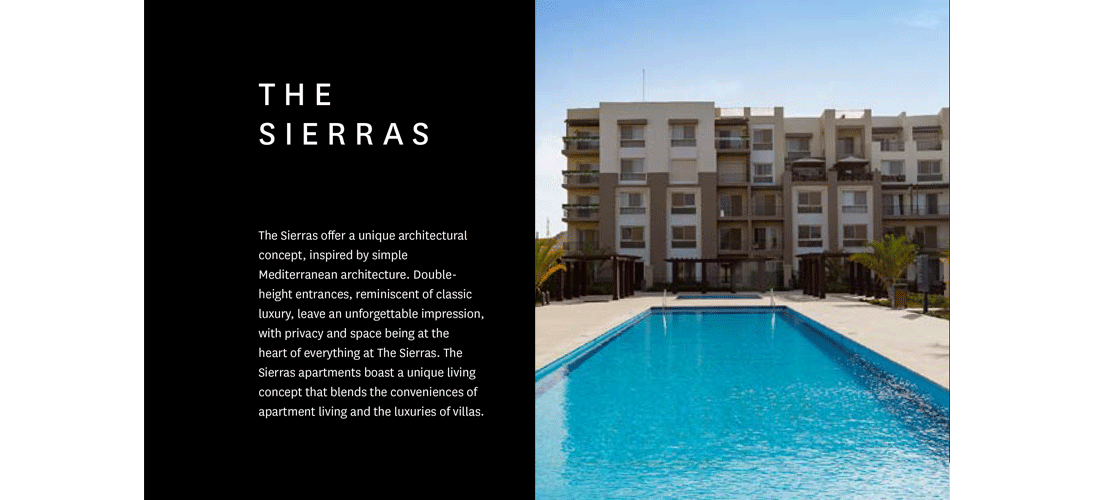 THE
SIERRAS
The Sierras offer a unique architectural
concept, inspired by simple
Mediterranean architecture. Double-
height entrances, reminiscent of classic
luxury, leave an unforgettable impression,
with privacy and space being at the
heart of everything at The Sierras. The
Sierras apartments boast a unique living
concept that blends the conveniences of
apartment living and the luxuries of villas.